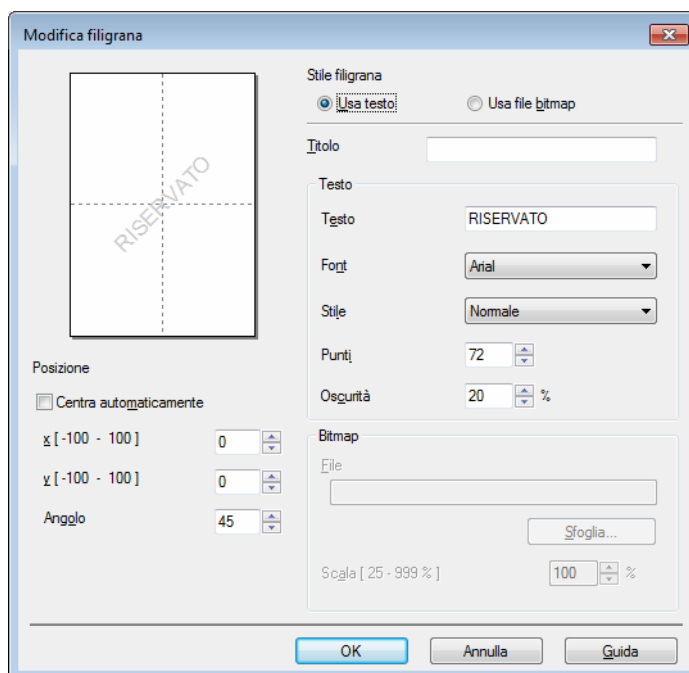 Modifica filigrana
RISERVATO
Posizione
Centra automaticamente
x [ -100 - 100 ] 0
y [ -100 - 100 ] 0
Angolo 45
Stile filigrana
Usa testo Usa file bitmap
Titolo
Testo
Testo RISERVATO
Font Arial
Stile Normale
Punti 72
Oscurità 20 %
Bitmap
File
Sfoglia...
Scala [ 25 - 999 % ] 100 %
OK Annulla Guida